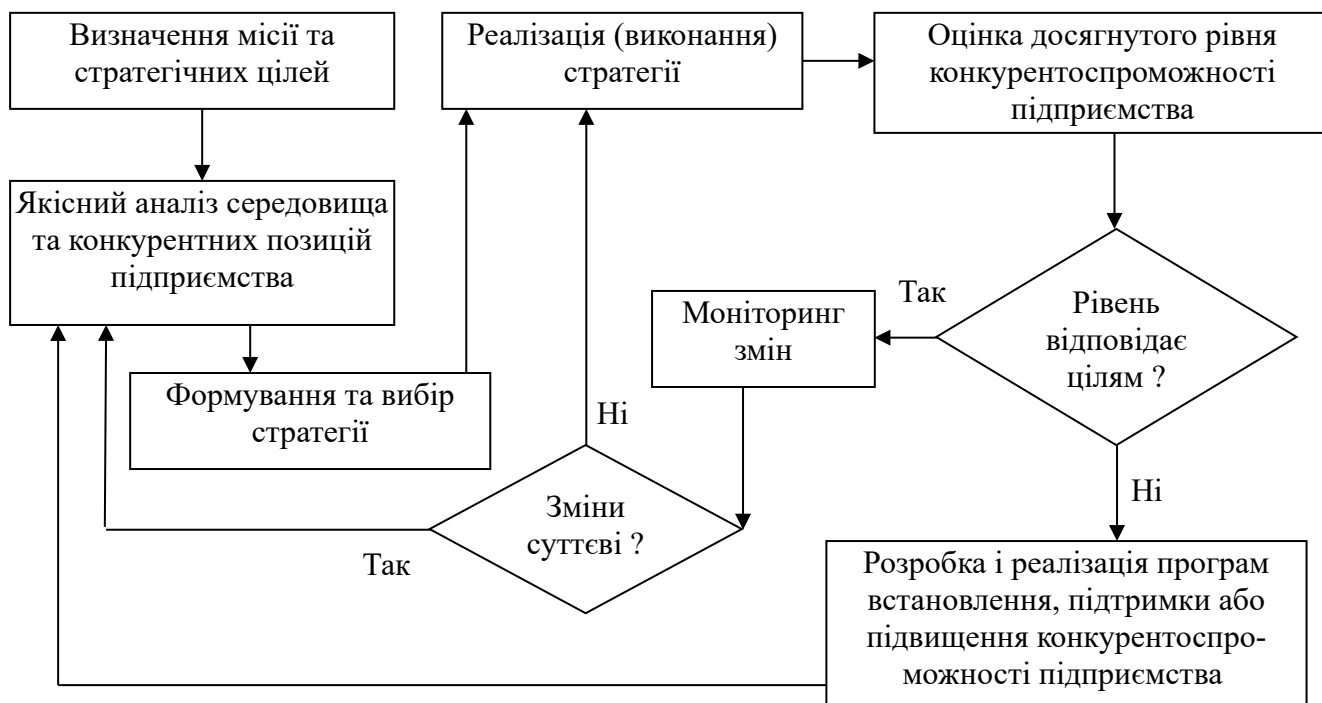 Визначення місії та
стратегічних цілей
Реалізація (виконання)
стратегії
Оцінка досягнутого рівня
конкурентоспроможності
підприємства
Якісний аналіз середовища
та конкурентних позицій
підприємства
Формування та вибір
стратегії
Моніторинг
змін
Так
Рівень
відповідає
цілям ?
Ні
Ні
Зміни
суттєві ?
Так
Розробка і реалізація програм
встановлення, підтримки або
підвищення конкурентоспро-
можності підприємства